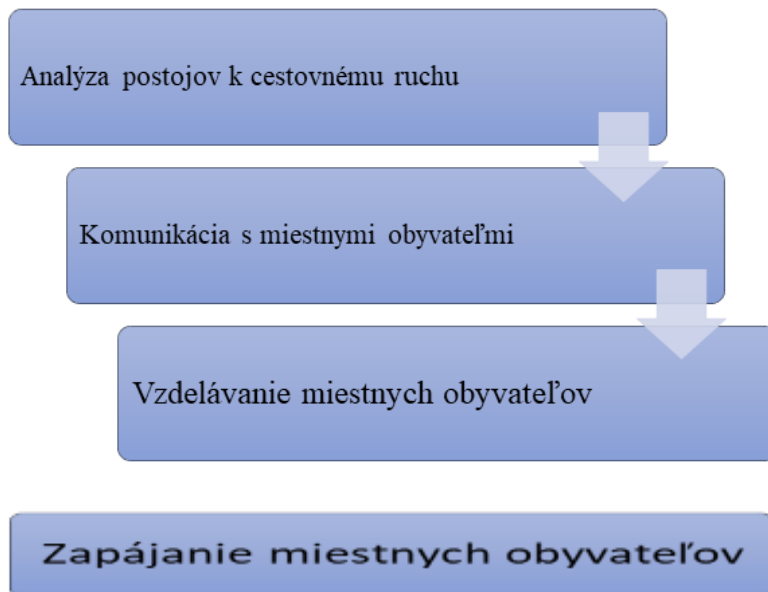 Analýza postojov k cestovnému ruchu
Komunikácia s miestnymi obyvateľmi
Vzdelávanie miestnych obyvateľov
Zapájanie miestnych obyvateľov